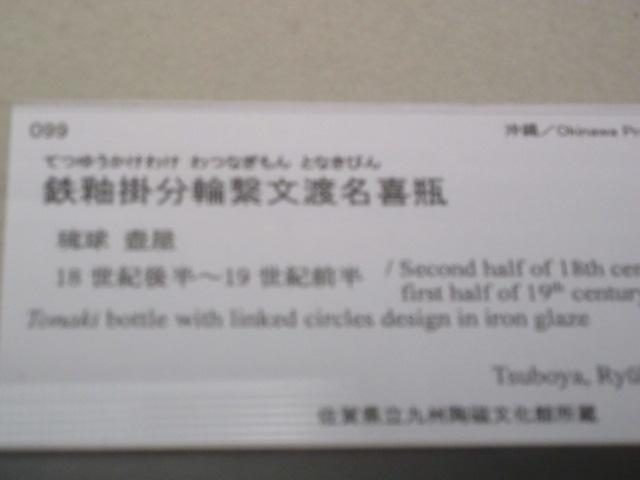 099
沖縄/Okinawa Pr
てつゆうかけわけ わつなぎもん となきびん
鉄釉掛分輪繋文渡名喜瓶
琉球 壺屋
18 世紀後半～19 世紀前半 / Second half of 18th cen
first half of 19th century
Tonaki bottle with linked circles design in iron glaze
Tsuboya, Ryū
佐賀県立九州陶磁文化館所蔵